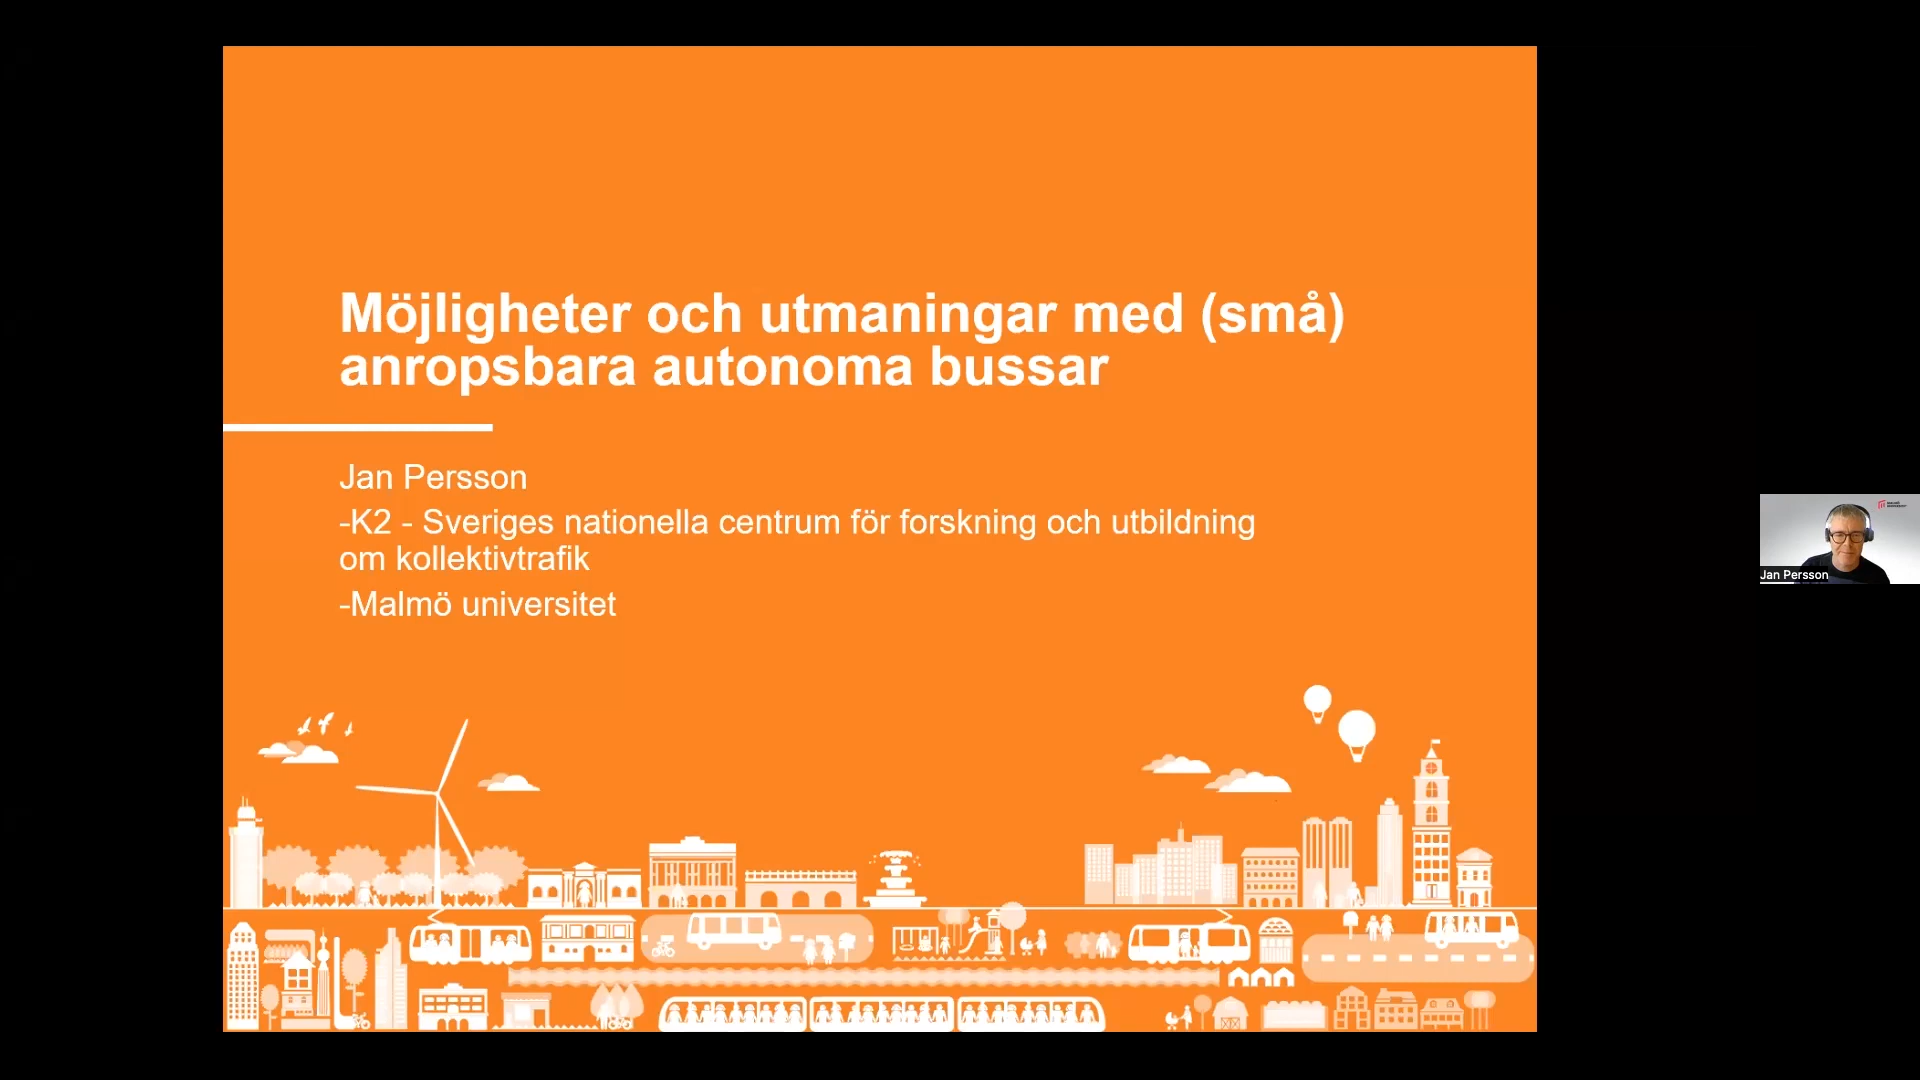 Möjligheter och utmaningar med (små)
anropsbara autonoma bussar
Jan Persson
-K2 - Sveriges nationella centrum för forskning och utbildning
om kollektivtrafik
-Malmö universitet
Jan Persson